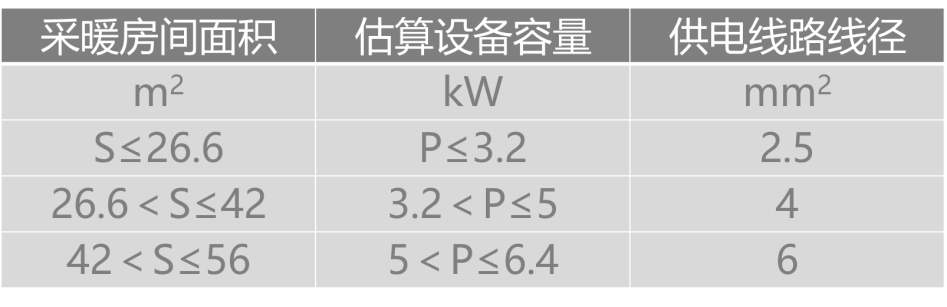 采暖房间面积 估算设备容量 供电线路线径
m² kW mm²
S≤26.6 P≤3.2 2.5
26.6＜S≤42 3.2＜P≤5 4
42＜S≤56 5＜P≤6.4 6